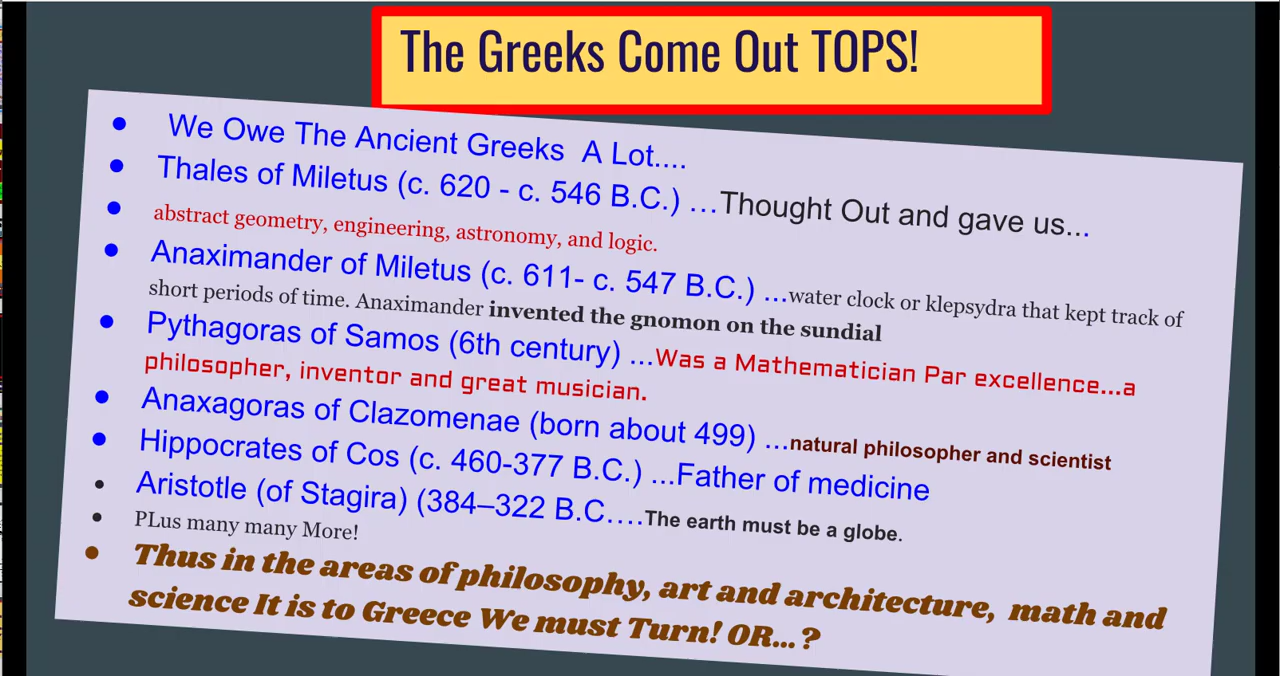 The Greeks Come Out TOPS!
We Owe The Ancient Greeks A Lot....
Thales of Miletus (c. 620 - c. 546 B.C.) ...Thought Out and gave us...
abstract geometry, engineering, astronomy, and logic.
Anaximander of Miletus (c. 611- c. 547 B.C.) ...water clock or klepsydra that kept track of
short periods of time. Anaximander invented the gnomon on the sundial
Pythagoras of Samos (6th century) ...Was a Mathematician Par excellence...a
philosopher, inventor and great musician.
Anaxagoras of Clazomenae (born about 499) ...natural philosopher and scientist
Hippocrates of Cos (c. 460-377 B.C.) ...Father of medicine
Aristotle (of Stagira) (384–322 B.C....The earth must be a globe.
PLus many many More!
Thus in the areas of philosophy, art and architecture, math and
science It is to Greece We must Turn! OR...?